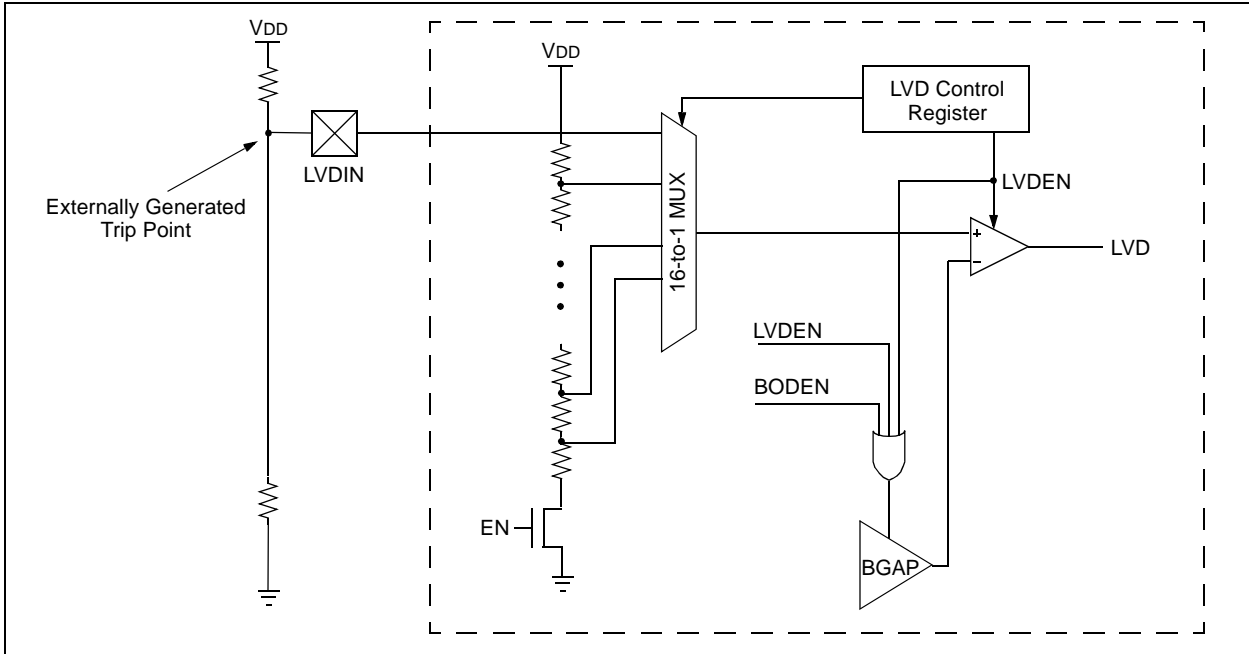 VDD
VDD
LVD Control
Register
LVDIN
16-to-1 MUX
LVDEN
Externally Generated
Trip Point
+
–
LVD
LVDEN
BODEN
EN
BGAP